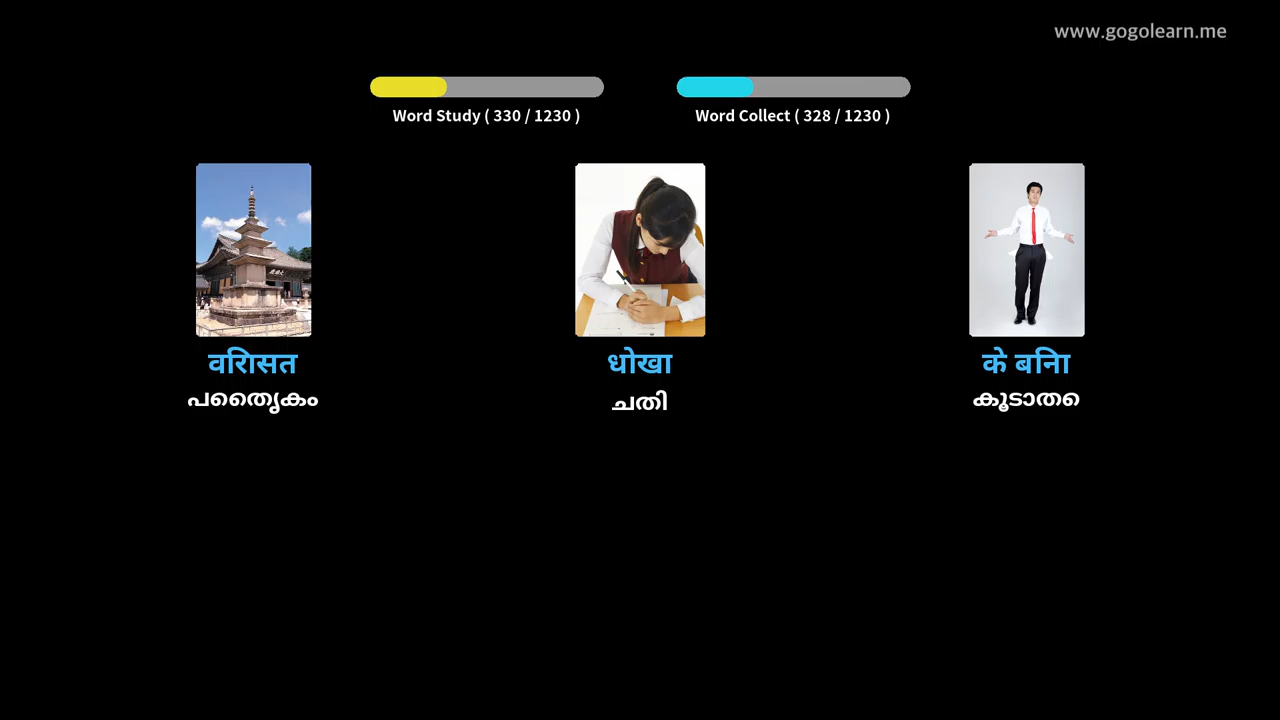 www.gogolearn.me
Word Study ( 330 / 1230 )
Word Collect ( 328 / 1230 )
विरासत
धोखा
के बिना
പൈതൃകം
ചതി
കൂടാതെ